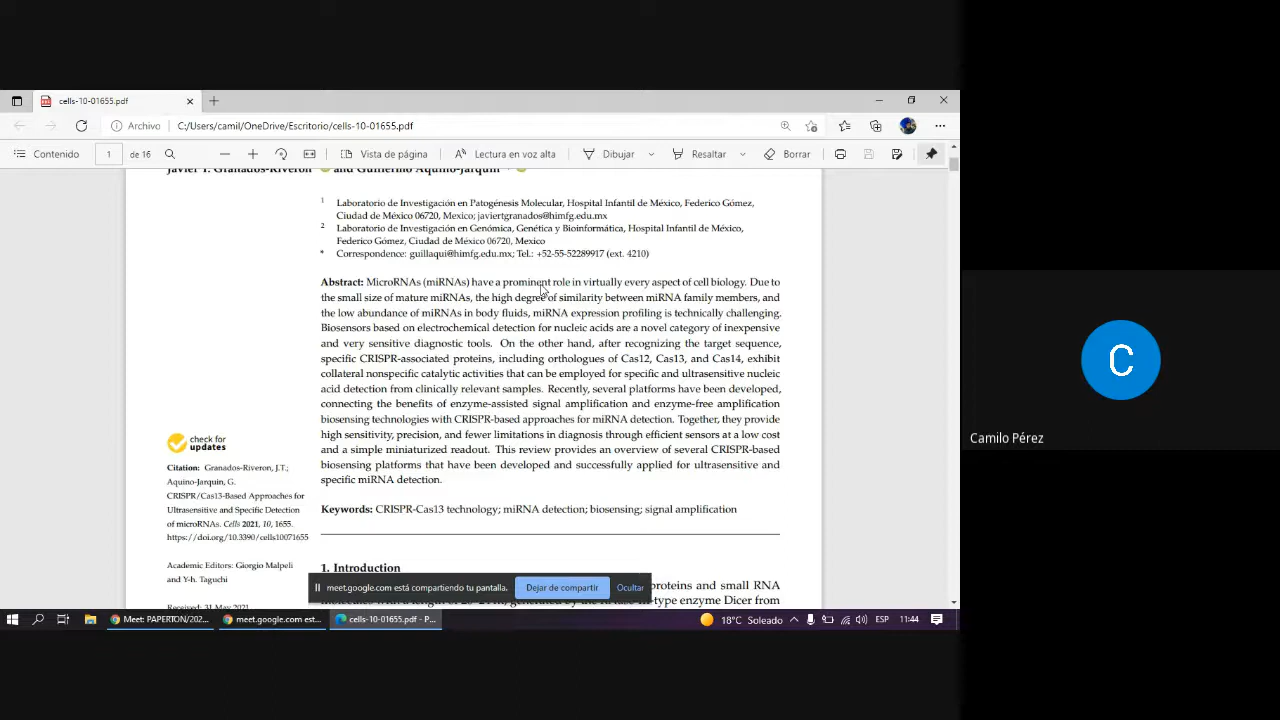 cells-10-01655.pdf
Archivo C:/Users/camil/OneDrive/Escritorio/cells-10-01655.pdf
Contenido 1 de 16 Vista de página Lectura en voz alta Dibujar Resaltar Borrar
Javier T. Granados-Riveron and Guillermo Aquino-Jarquin
1 Laboratorio de Investigación en Patogénesis Molecular, Hospital Infantil de México, Federico Gómez,
Ciudad de México 06720, Mexico; javiertgranados@himfg.edu.mx
2 Laboratorio de Investigación en Genómica, Genética y Bioinformática, Hospital Infantil de México,
Federico Gómez, Ciudad de México 06720, Mexico
* Correspondence: guillaqui@himfg.edu.mx; Tel.: +52-55-52289917 (ext. 4210)
Abstract: MicroRNAs (miRNAs) have a prominent role in virtually every aspect of cell biology. Due to
the small size of mature miRNAs, the high degree of similarity between miRNA family members, and
the low abundance of miRNAs in body fluids, miRNA expression profiling is technically challenging.
Biosensors based on electrochemical detection for nucleic acids are a novel category of inexpensive
and very sensitive diagnostic tools. On the other hand, after recognizing the target sequence,
specific CRISPR-associated proteins, including orthologues of Cas12, Cas13, and Cas14, exhibit
collateral nonspecific catalytic activities that can be employed for specific and ultrasensitive nucleic
acid detection from clinically relevant samples. Recently, several platforms have been developed,
connecting the benefits of enzyme-assisted signal amplification and enzyme-free amplification
biosensing technologies with CRISPR-based approaches for miRNA detection. Together, they provide
high sensitivity, precision, and fewer limitations in diagnosis through efficient sensors at a low cost
and a simple miniaturized readout. This review provides an overview of several CRISPR-based
biosensing platforms that have been developed and successfully applied for ultrasensitive and
specific miRNA detection.
Keywords: CRISPR-Cas13 technology; miRNA detection; biosensing; signal amplification
check for
updates
Citation: Granados-Riveron, J.T.;
Aquino-Jarquin, G.
CRISPR/Cas13-Based Approaches for
Ultrasensitive and Specific Detection
of microRNAs. Cells 2021, 10, 1655.
https://doi.org/10.3390/cells10071655
Academic Editors: Giorgio Malpeli
and Y-h. Taguchi
Received: 31 May 2021
1. Introduction
proteins and small RNA
type enzyme Dicer from
meet.google.com está compartiendo tu pantalla. Dejar de compartir Ocultar
Meet: PAPERTON/202... meet.google.com est... cells-10-01655.pdf - P... 18°C Soleado ESP 11:44
C
Camilo Pérez